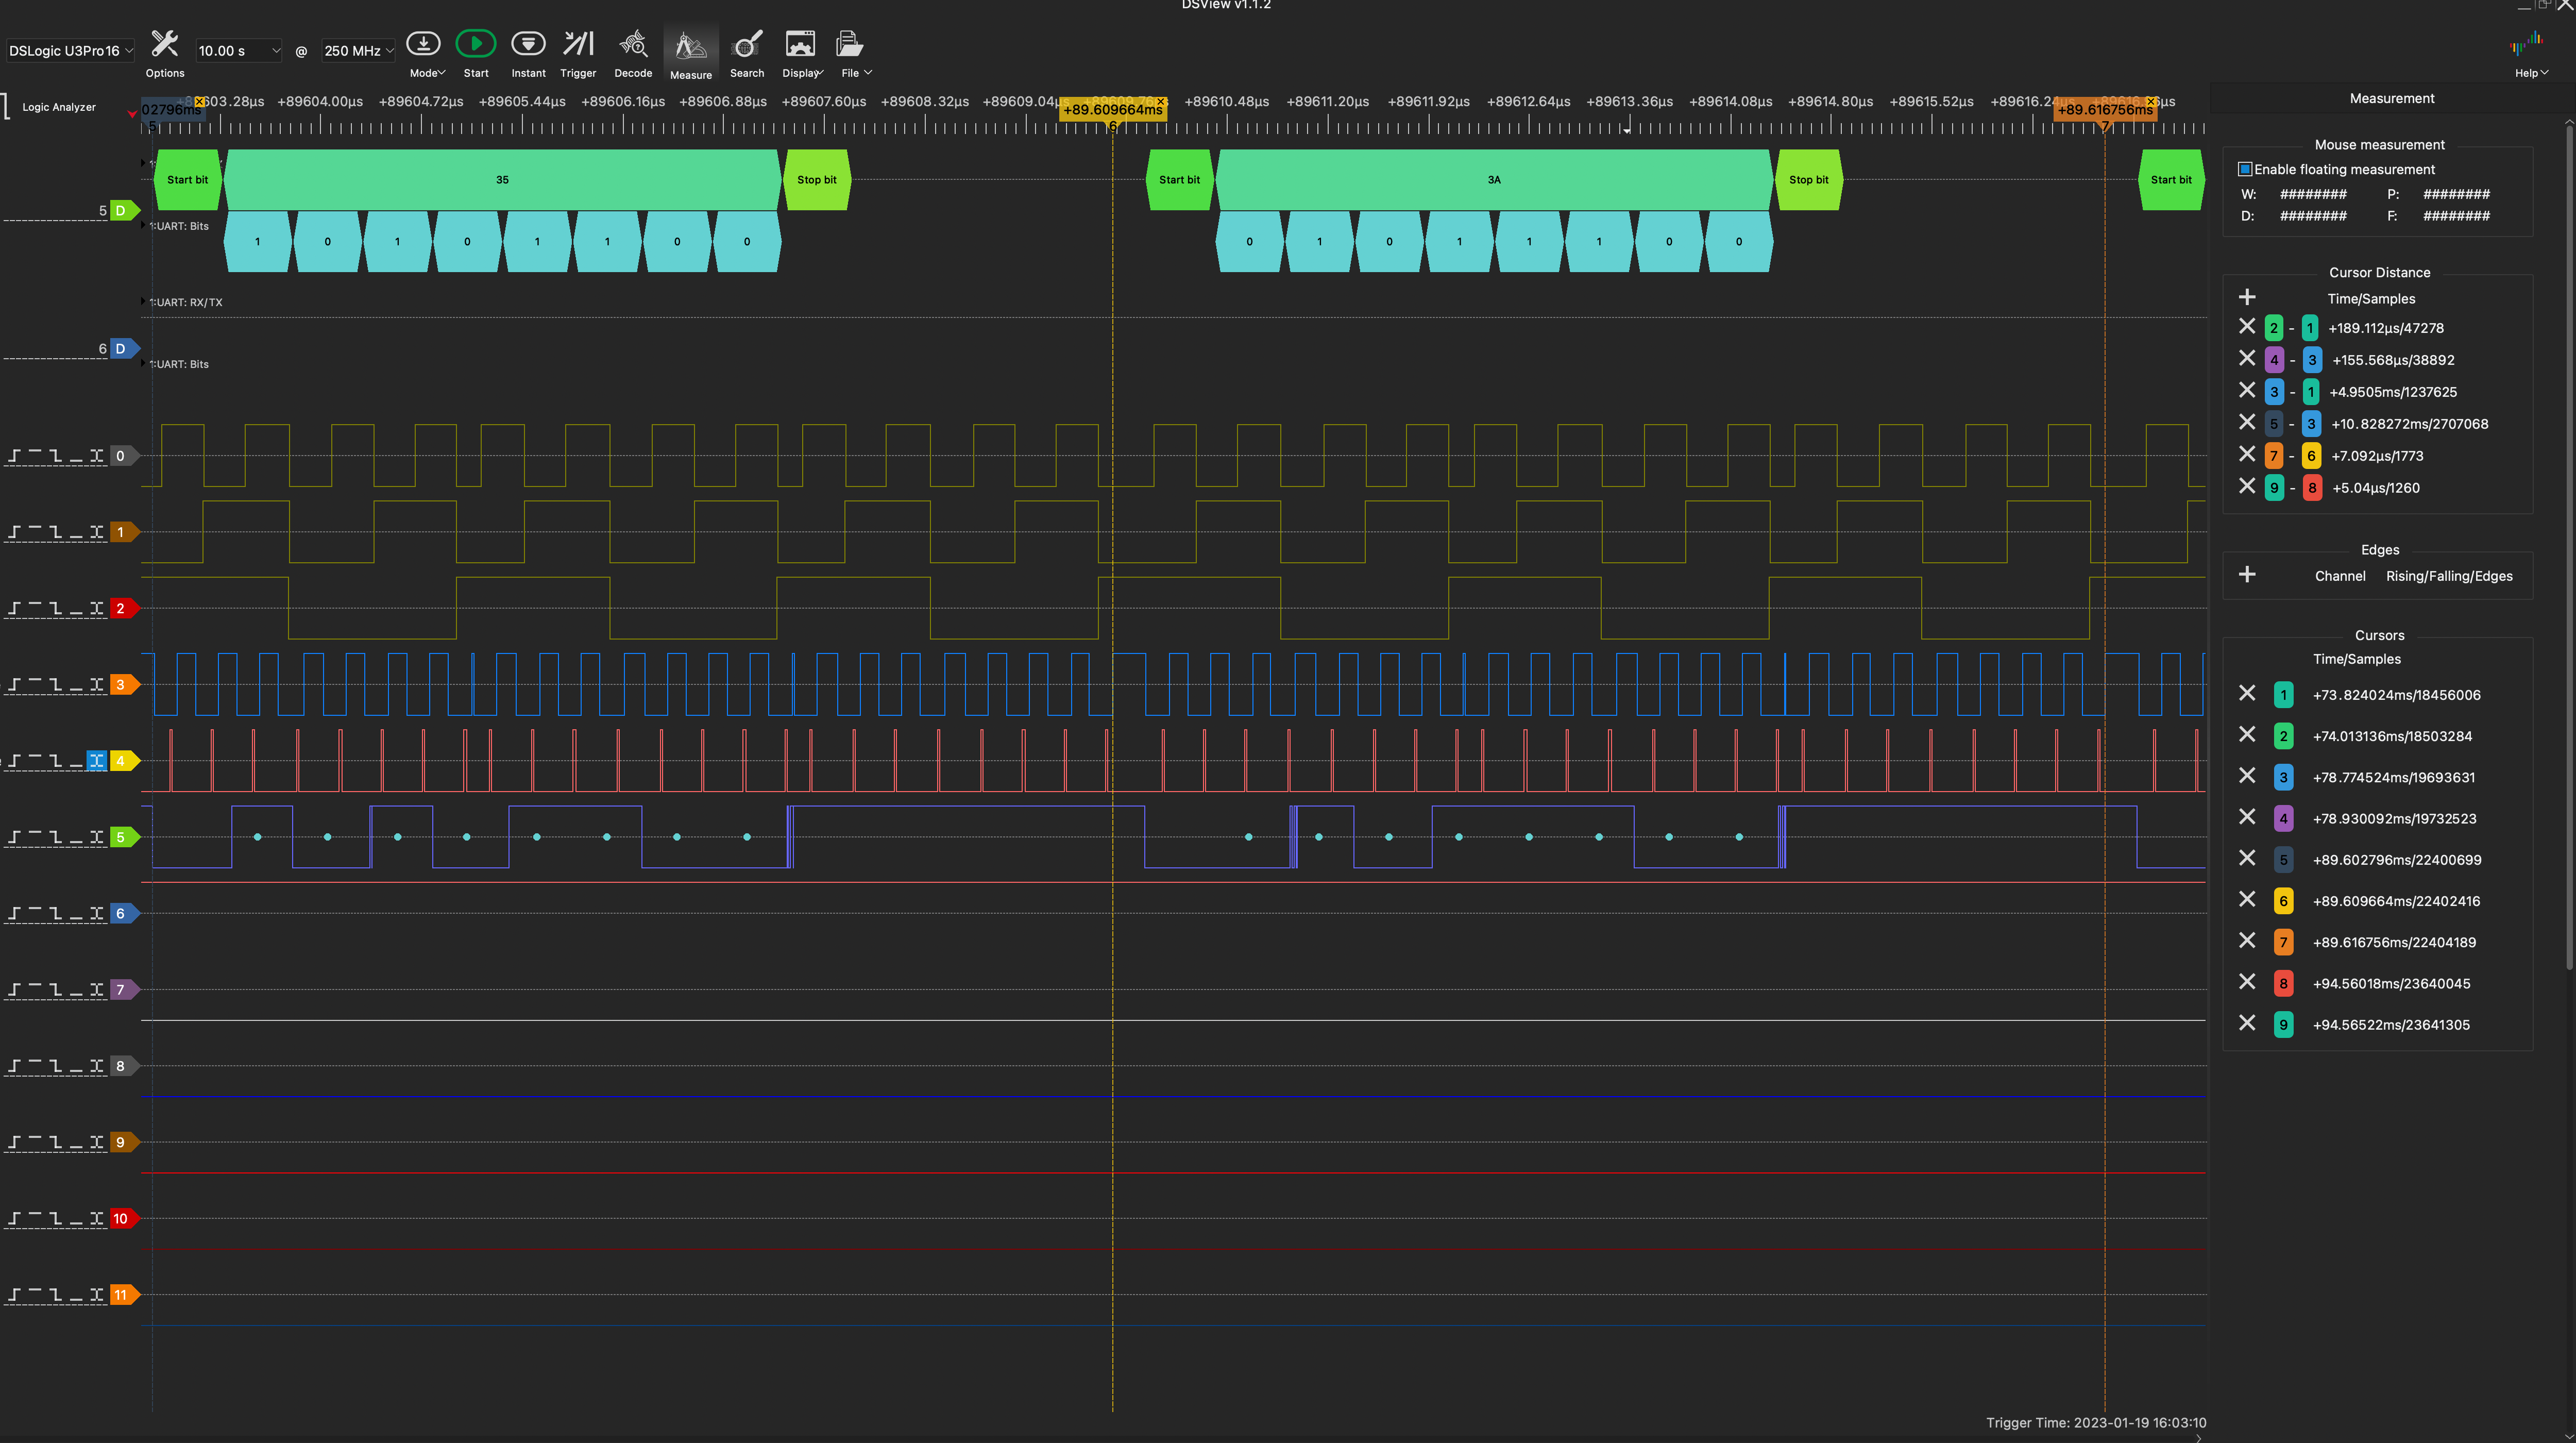 DSView v1.1.2
DSLogic U3Pro16
10.00 s
@
250 MHz
Options
Mode
Start
Instant
Trigger
Decode
Measure
Search
Display
File
Help
Logic Analyzer
02796ms
5
+89604.00µs +89604.72µs +89605.44µs +89606.16µs +89606.88µs +89607.60µs +89608.32µs
+89.609664ms
6
+89610.48µs +89611.20µs +89611.92µs +89612.64µs +89613.36µs +89614.08µs +89614.80µs +89615.52µs
+89.616756ms
7
Start bit 35 Stop bit Start bit 3A Stop bit Start bit
5 D
1:UART: Bits
1 0 1 0 1 1 0 0 0 1 0 1 1 1 0 0
1:UART: RX/TX
6 D
1:UART: Bits
0
1
2
3
4
5
6
7
8
9
10
11
Trigger Time: 2023-01-19 16:03:10
Measurement
Mouse measurement
Enable floating measurement
W: ######## P: ########
D: ######## F: ########
Cursor Distance
Time/Samples
2 - 1 +189.112µs/47278
4 - 3 +155.568µs/38892
3 - 1 +4.9505ms/1237625
5 - 3 +10.828272ms/2707068
7 - 6 +7.092µs/1773
9 - 8 +5.04µs/1260
Edges
Channel Rising/Falling/Edges
Cursors
Time/Samples
1 +73.824024ms/18456006
2 +74.013136ms/18503284
3 +78.774524ms/19693631
4 +78.930092ms/19732523
5 +89.602796ms/22400699
6 +89.609664ms/22402416
7 +89.616756ms/22404189
8 +94.56018ms/23640045
9 +94.56522ms/23641305